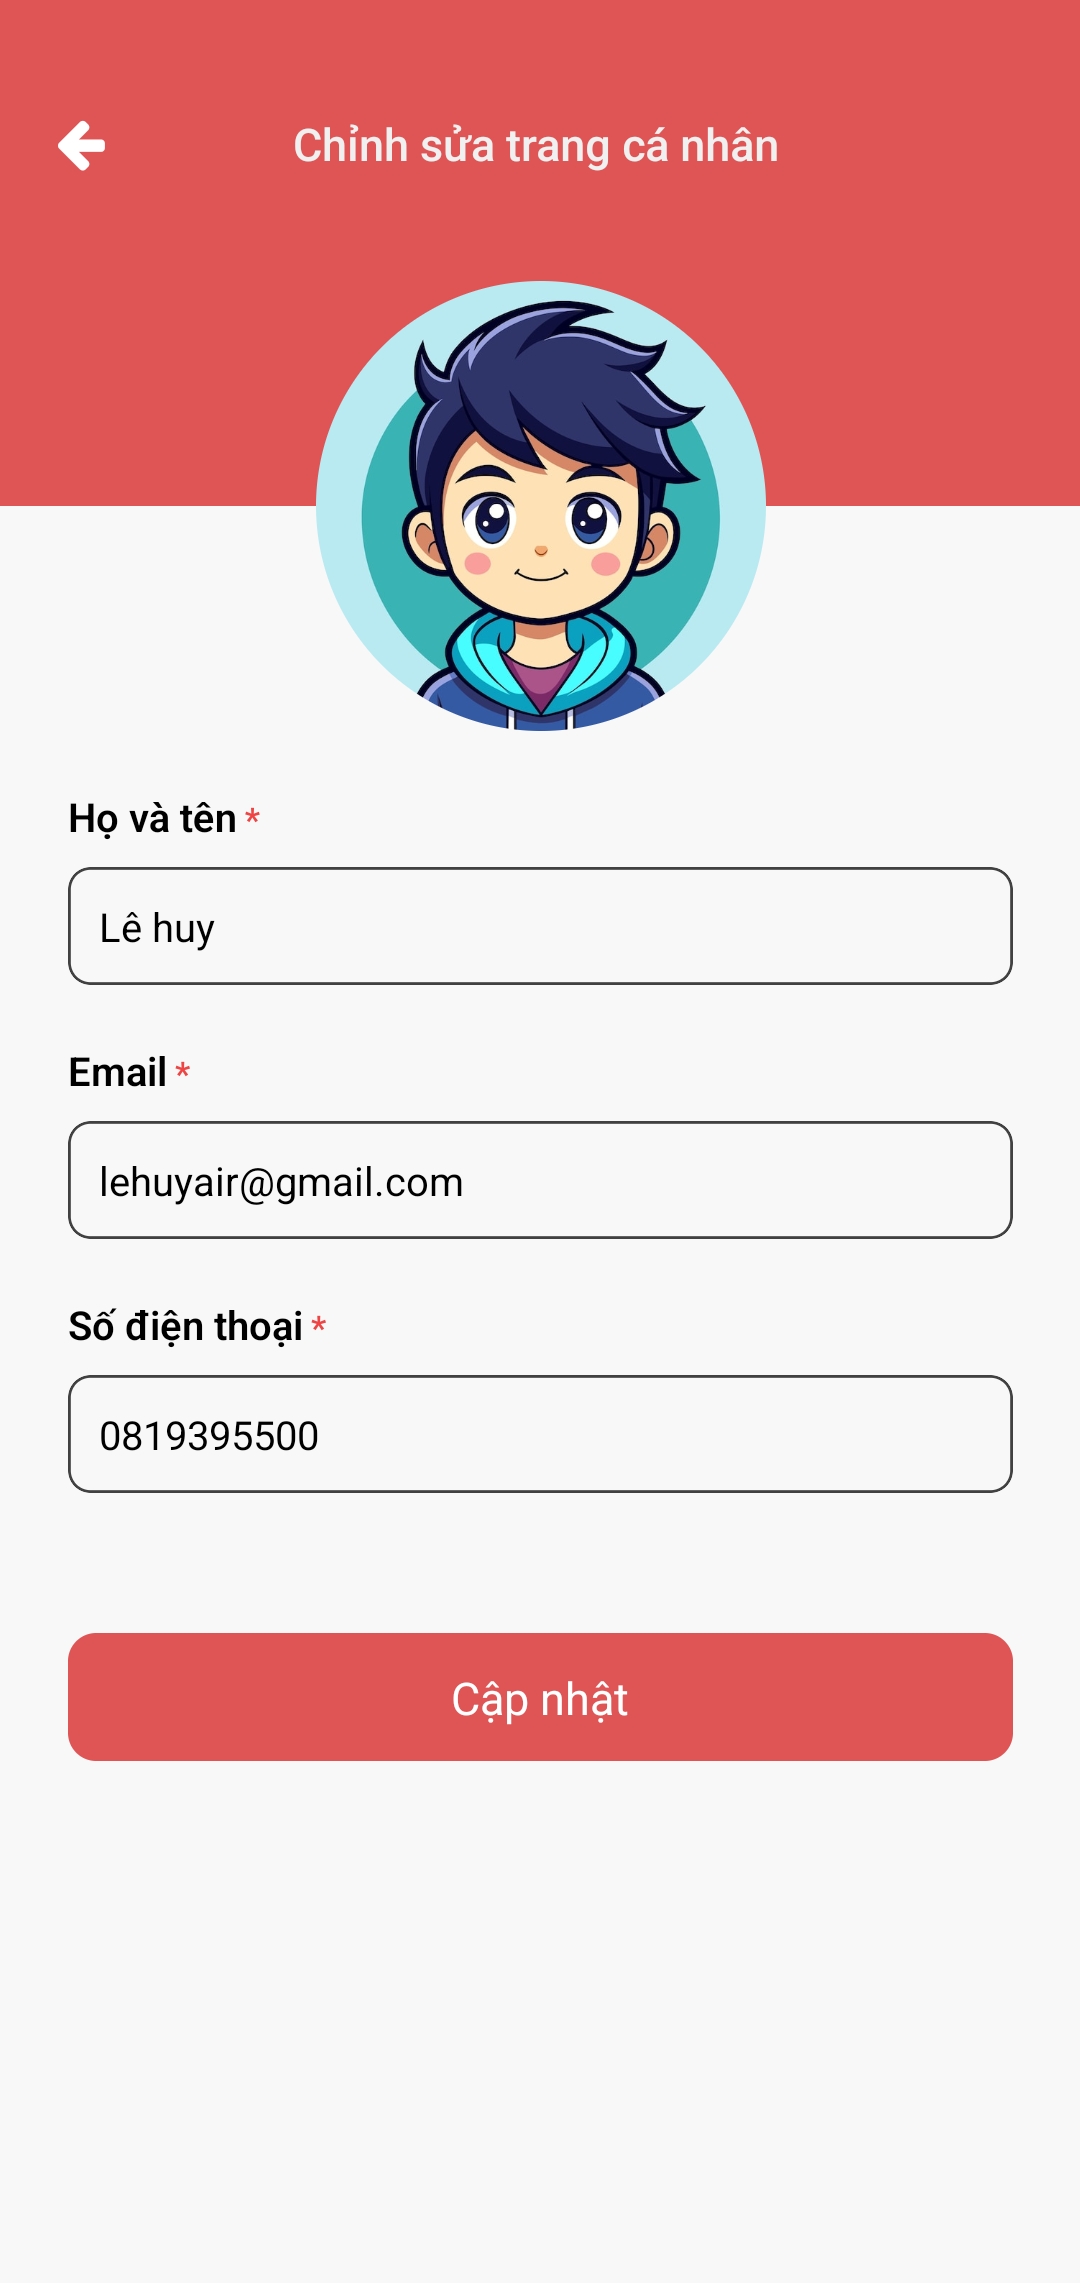 Chỉnh sửa trang cá nhân
Họ và tên *
Lê huy
Email *
lehuyair@gmail.com
Số điện thoại *
0819395500
Cập nhật